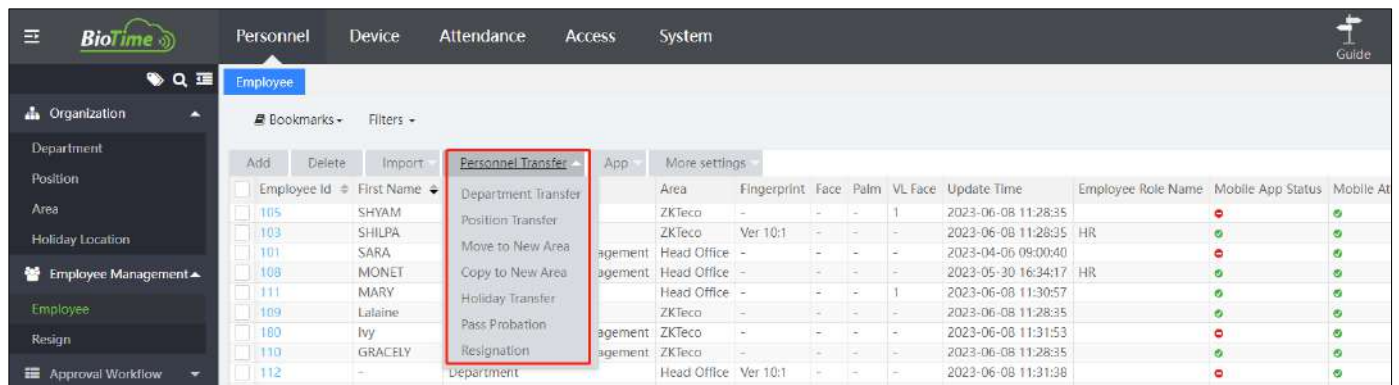 BioTime
Personnel Device Attendance Access System
Guide
Employee
Organization
Bookmarks Filters
Department
Add Delete Import Personnel Transfer App More settings
Position
Employee Id First Name Area Fingerprint Face Palm VL Face Update Time Employee Role Name Mobile App Status Mobile At
Department Transfer
105 SHYAM ZKTeco - - - 1 2023-06-08 11:28:35
Area
Position Transfer
103 SHILPA ZKTeco Ver 10:1 - - - 2023-06-08 11:28:35 HR
Holiday Location
Move to New Area
101 SARA agement Head Office - - - - 2023-04-06 09:00:40
Employee Management
Copy to New Area
108 MONET agement Head Office - - - - 2023-05-30 16:34:17 HR
111 MARY Head Office - - - 1 2023-06-08 11:30:57
Holiday Transfer
Employee
109 Lalaine ZKTeco - - - - 2023-06-08 11:28:35
Pass Probation
180 Ivy agement ZKTeco - - - - 2023-06-08 11:31:53
Resign
Resignation
110 GRACELY agement ZKTeco - - - - 2023-06-08 11:28:35
Approval Workflow
112 - Department Head Office Ver 10:1 - - - 2023-06-08 11:31:38